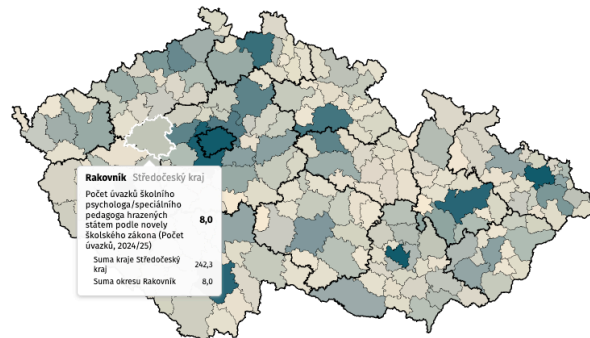 Rakovník Středočeský kraj
Počet úvazků školního
psychologa/speciálního
pedagoga hrazených
státem podle novely
školského zákona (Počet
úvazků, 2024/25)
8,0
Suma kraje Středočeský
kraj
242,3
Suma okresu Rakovník
8,0